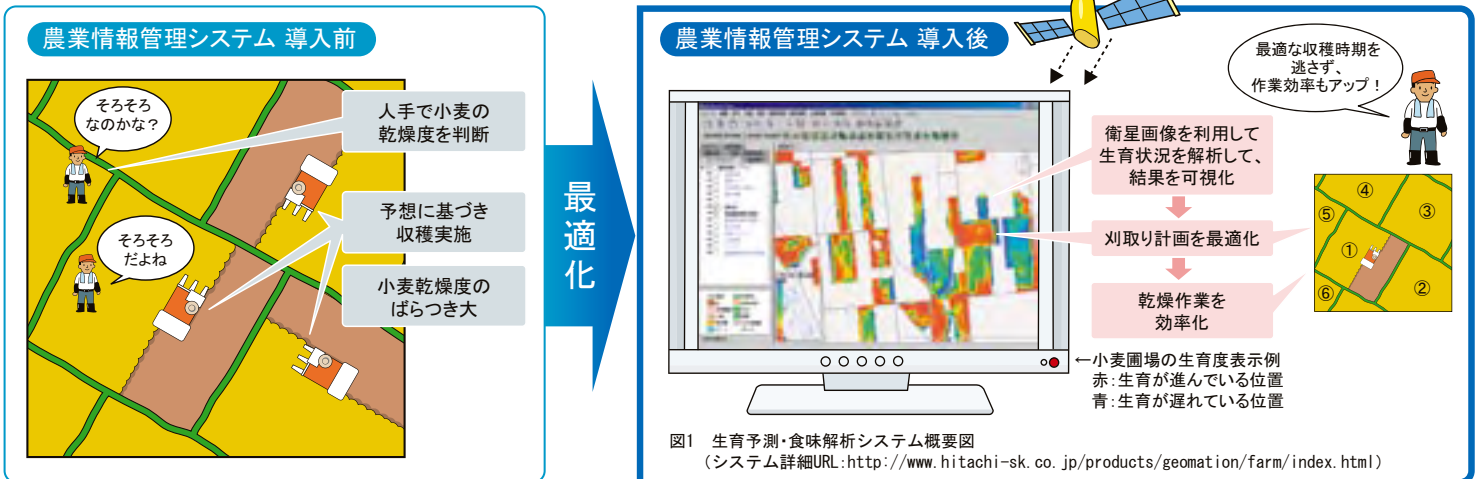 農業情報管理システム 導入前
そろそろ
なのかな？
人手で小麦の
乾燥度を判断
予想に基づき
収穫実施
そろそろ
だよね
小麦乾燥度の
ばらつき大
最適化
農業情報管理システム 導入後
最適な収穫時期を
逃さず、
作業効率もアップ！
衛星画像を利用して
生育状況を解析して、
結果を可視化
刈取り計画を最適化
乾燥作業を
効率化
④
③
⑤
①
②
⑥
←小麦圃場の生育度表示例
赤：生育が進んでいる位置
青：生育が遅れている位置
図1　生育予測・食味解析システム概要図
（システム詳細URL：http://www.hitachi-sk.co.jp/products/geomation/farm/index.html）